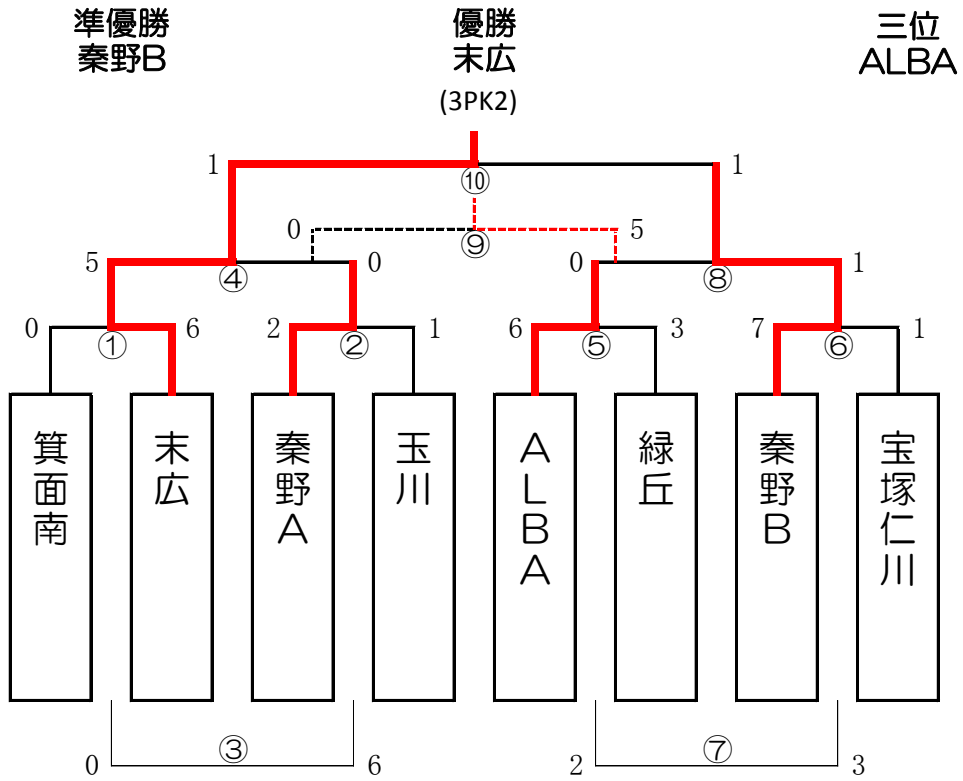 準優勝
秦野B
優勝
末広
(3PK2)
三位
ALBA
1
⑩
1
0
⑨
5
5
④
0
0
⑧
1
0
①
6
2
②
1
6
⑤
3
7
⑥
1
箕面南
末広
秦野A
玉川
ALBA
緑丘
秦野B
宝塚仁川
0
③
6
2
⑦
3